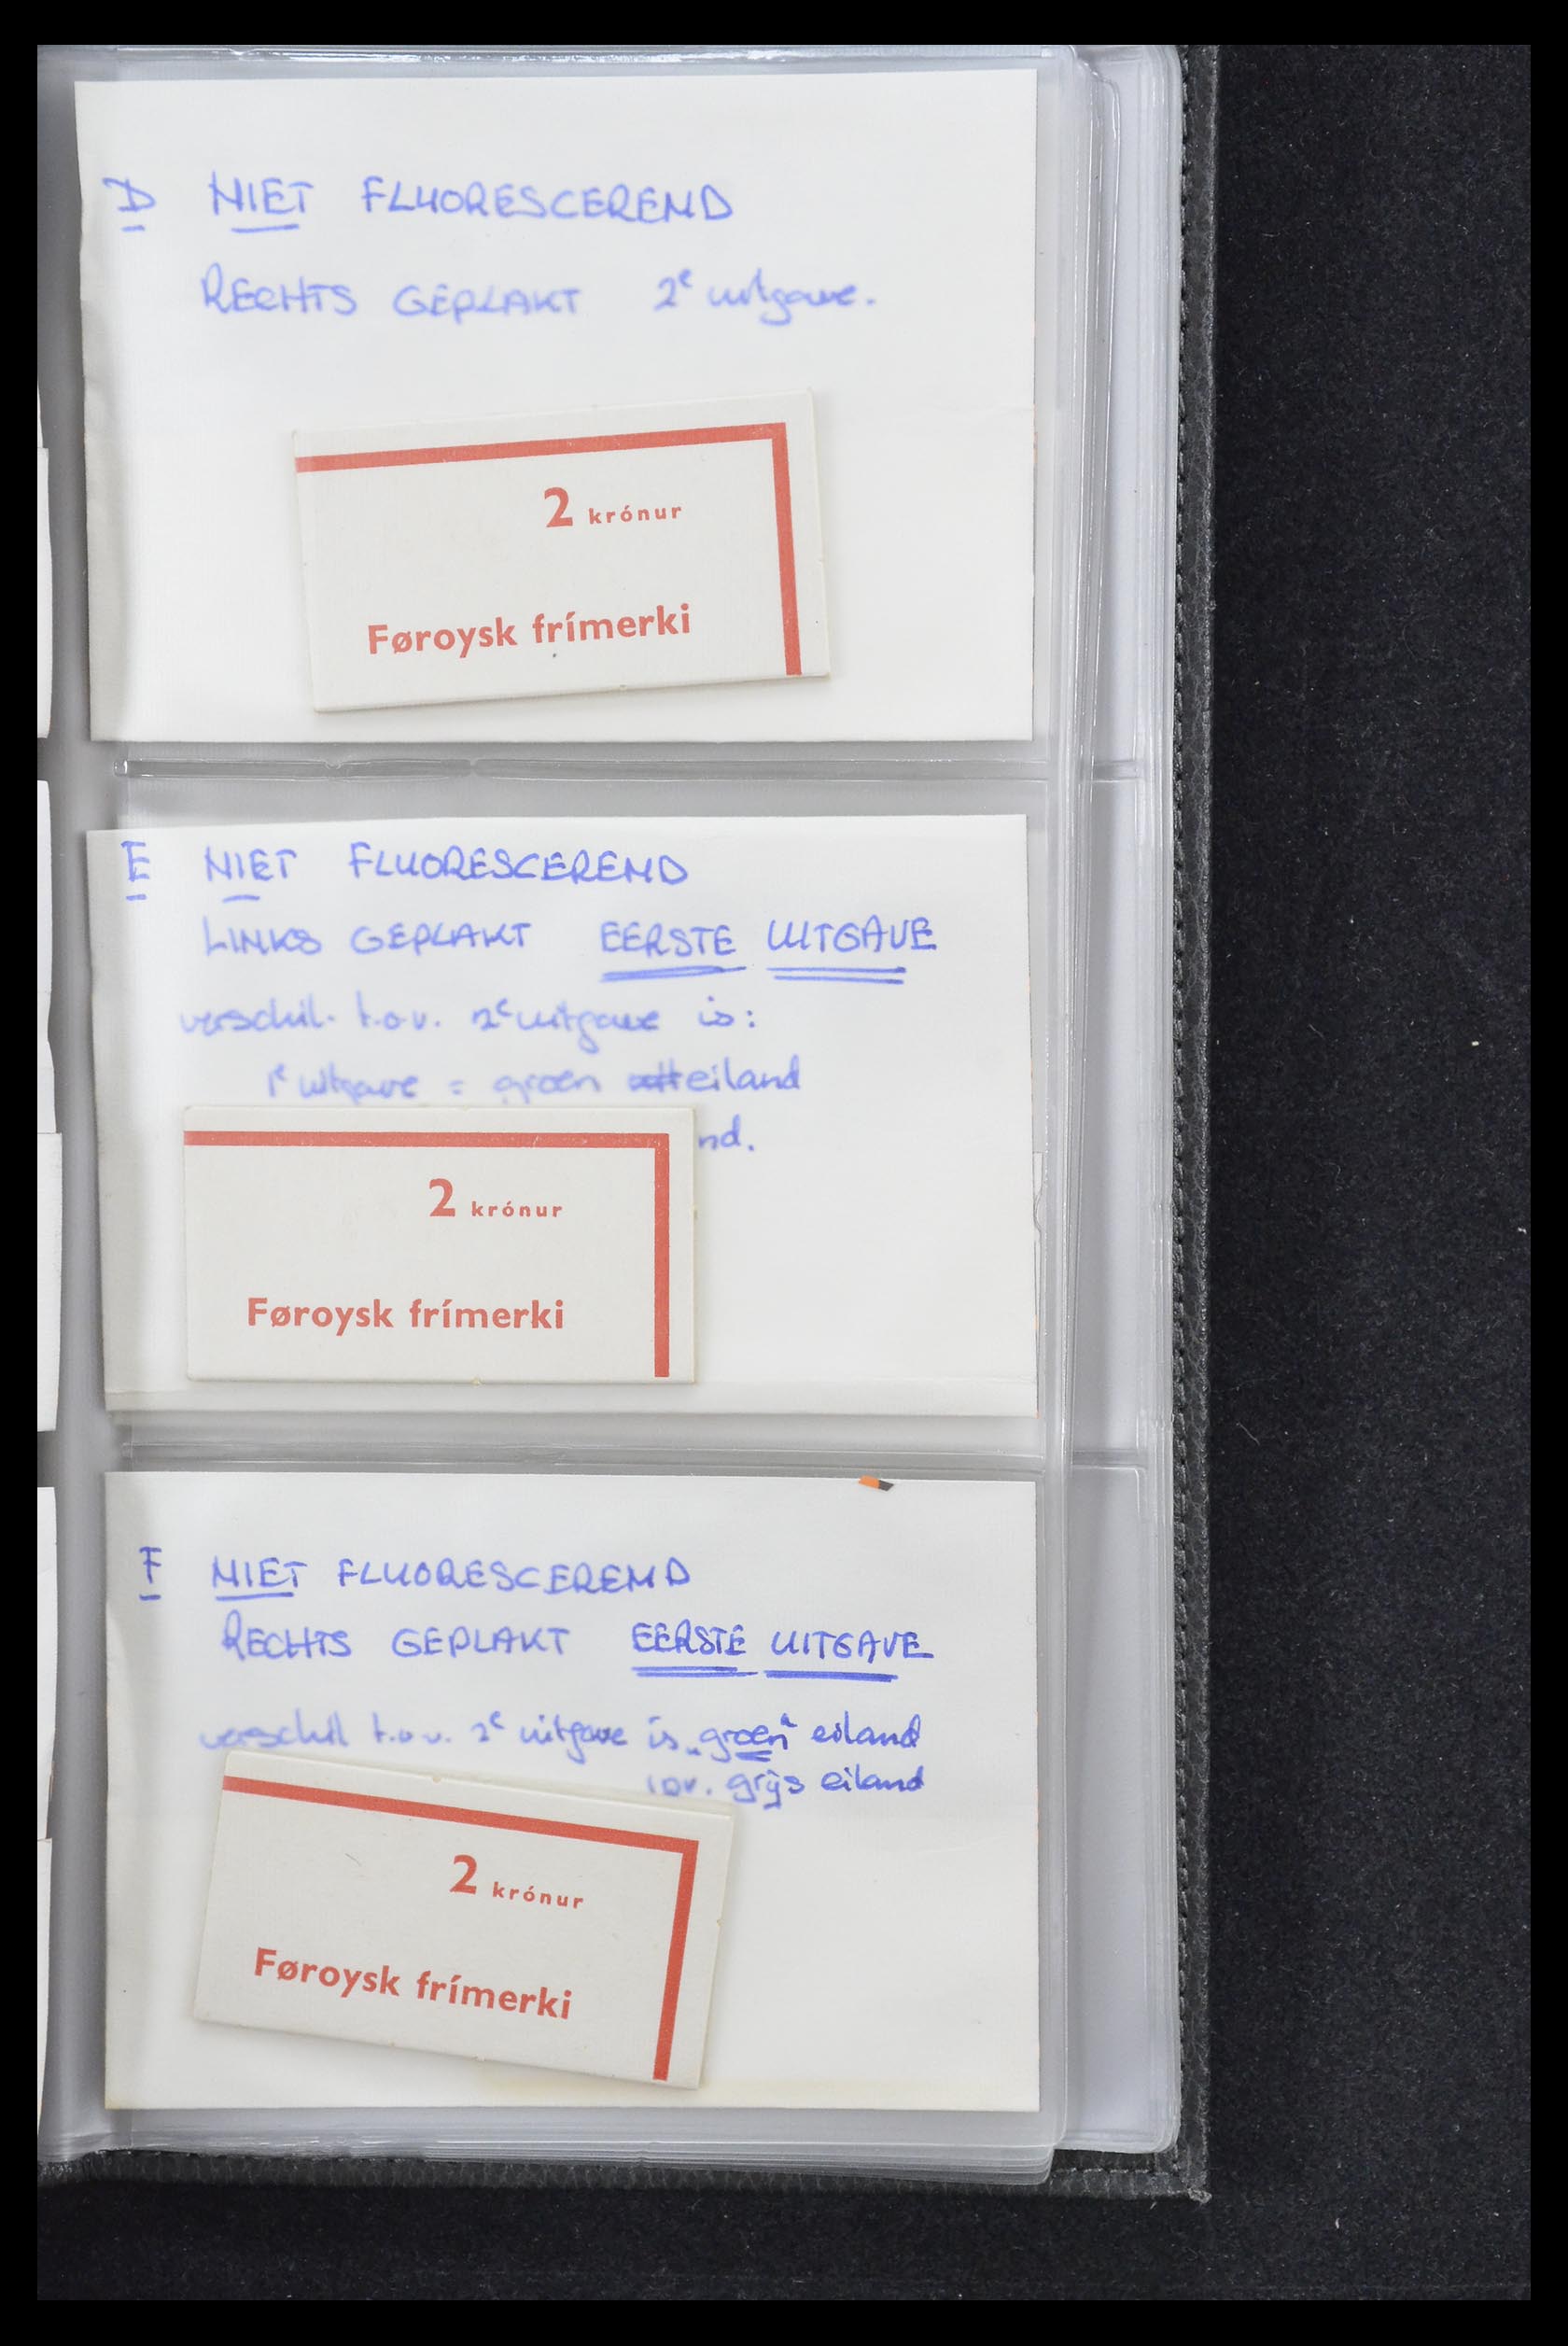 D NIET FLUORESCEREND
RECHTS GEPLAKT 2e uitgave.
2 krónur
Føroysk frímerki
E NIET FLUORESCEREND
LINKS GEPLAKT EERSTE UITGAVE
verschil. t.o.v. 2e uitgave is:
1e uitgave = groen eiland
nd.
2 krónur
Føroysk frímerki
F NIET FLUORESCEREND
RECHTS GEPLAKT EERSTE UITGAVE
verschil t.o.v. 2e uitgave is „groen" eiland
i.p.v. grijs eiland
2 krónur
Føroysk frímerki